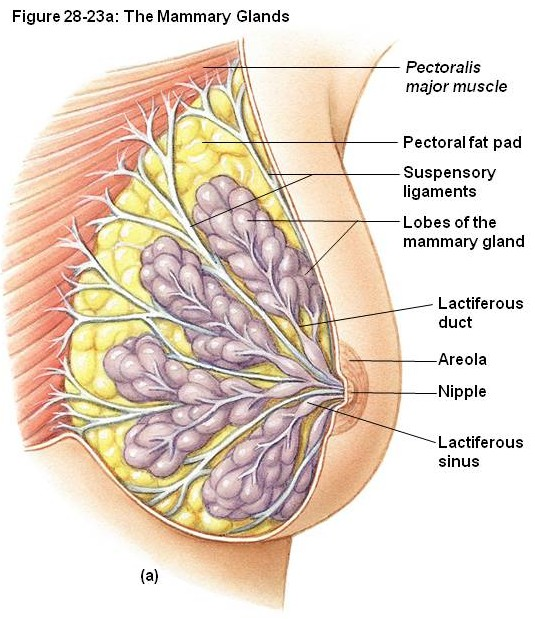 Figure 28-23a: The Mammary Glands
Pectoralis
major muscle
Pectoral fat pad
Suspensory
ligaments
Lobes of the
mammary gland
Lactiferous
duct
Areola
Nipple
Lactiferous
sinus
(a)